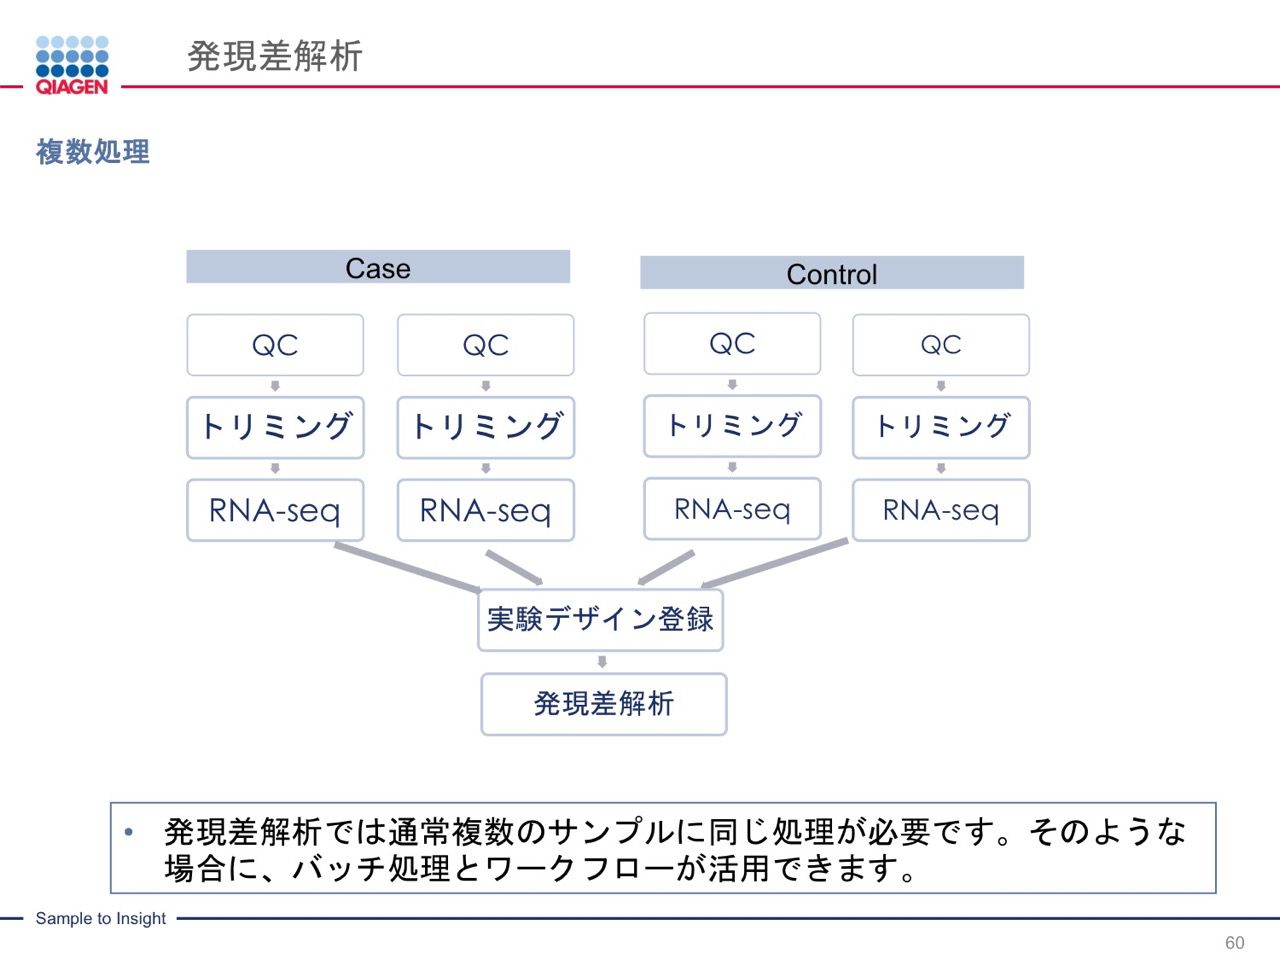 QIAGEN
発現差解析
複数処理
Case
Control
QC
QC
QC
QC
トリミング
トリミング
トリミング
トリミング
RNA-seq
RNA-seq
RNA-seq
RNA-seq
実験デザイン登録
発現差解析
• 発現差解析では通常複数のサンプルに同じ処理が必要です。そのような
場合に、バッチ処理とワークフローが活用できます。
Sample to Insight
60